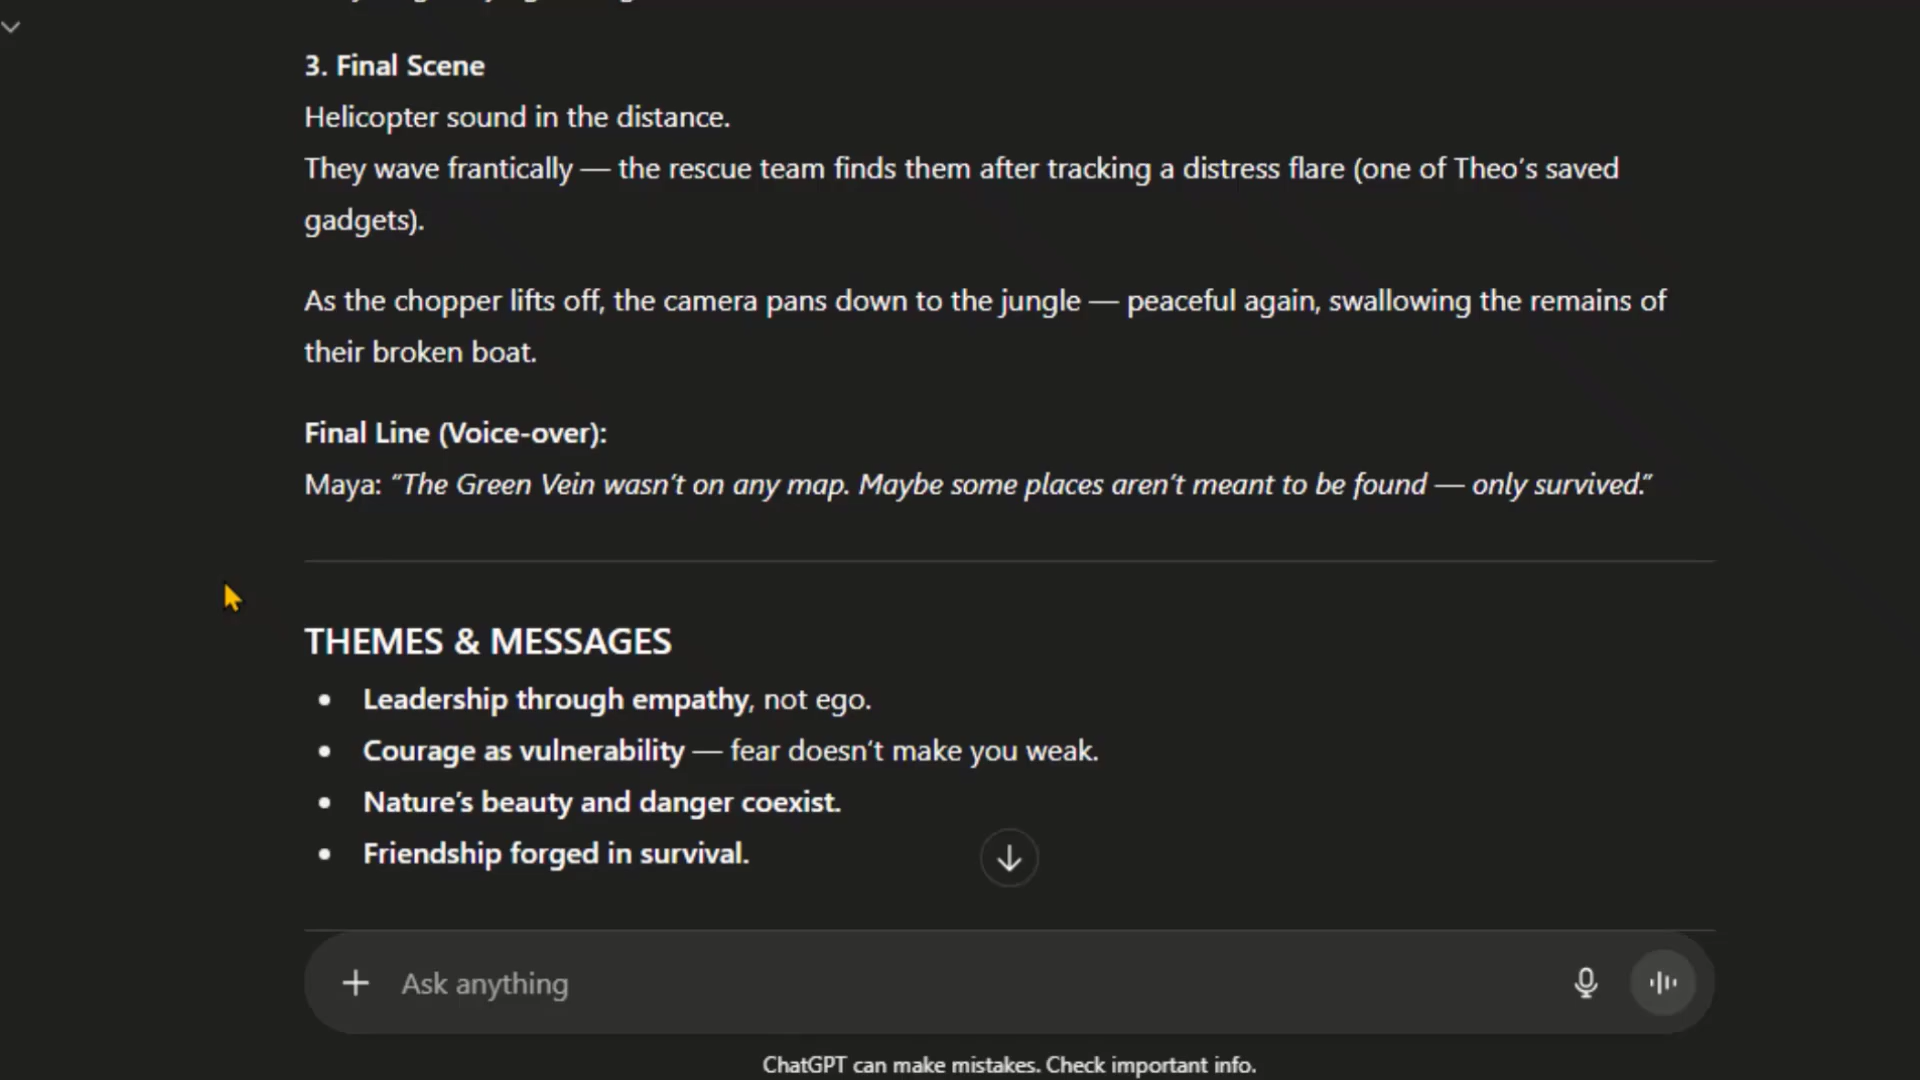 3. Final Scene
Helicopter sound in the distance.
They wave frantically — the rescue team finds them after tracking a distress flare (one of Theo’s saved
gadgets).
As the chopper lifts off, the camera pans down to the jungle — peaceful again, swallowing the remains of
their broken boat.
Final Line (Voice-over):
Maya: “The Green Vein wasn’t on any map. Maybe some places aren’t meant to be found — only survived.”
THEMES & MESSAGES
• Leadership through empathy, not ego.
• Courage as vulnerability — fear doesn’t make you weak.
• Nature’s beauty and danger coexist.
• Friendship forged in survival.
Ask anything
ChatGPT can make mistakes. Check important info.